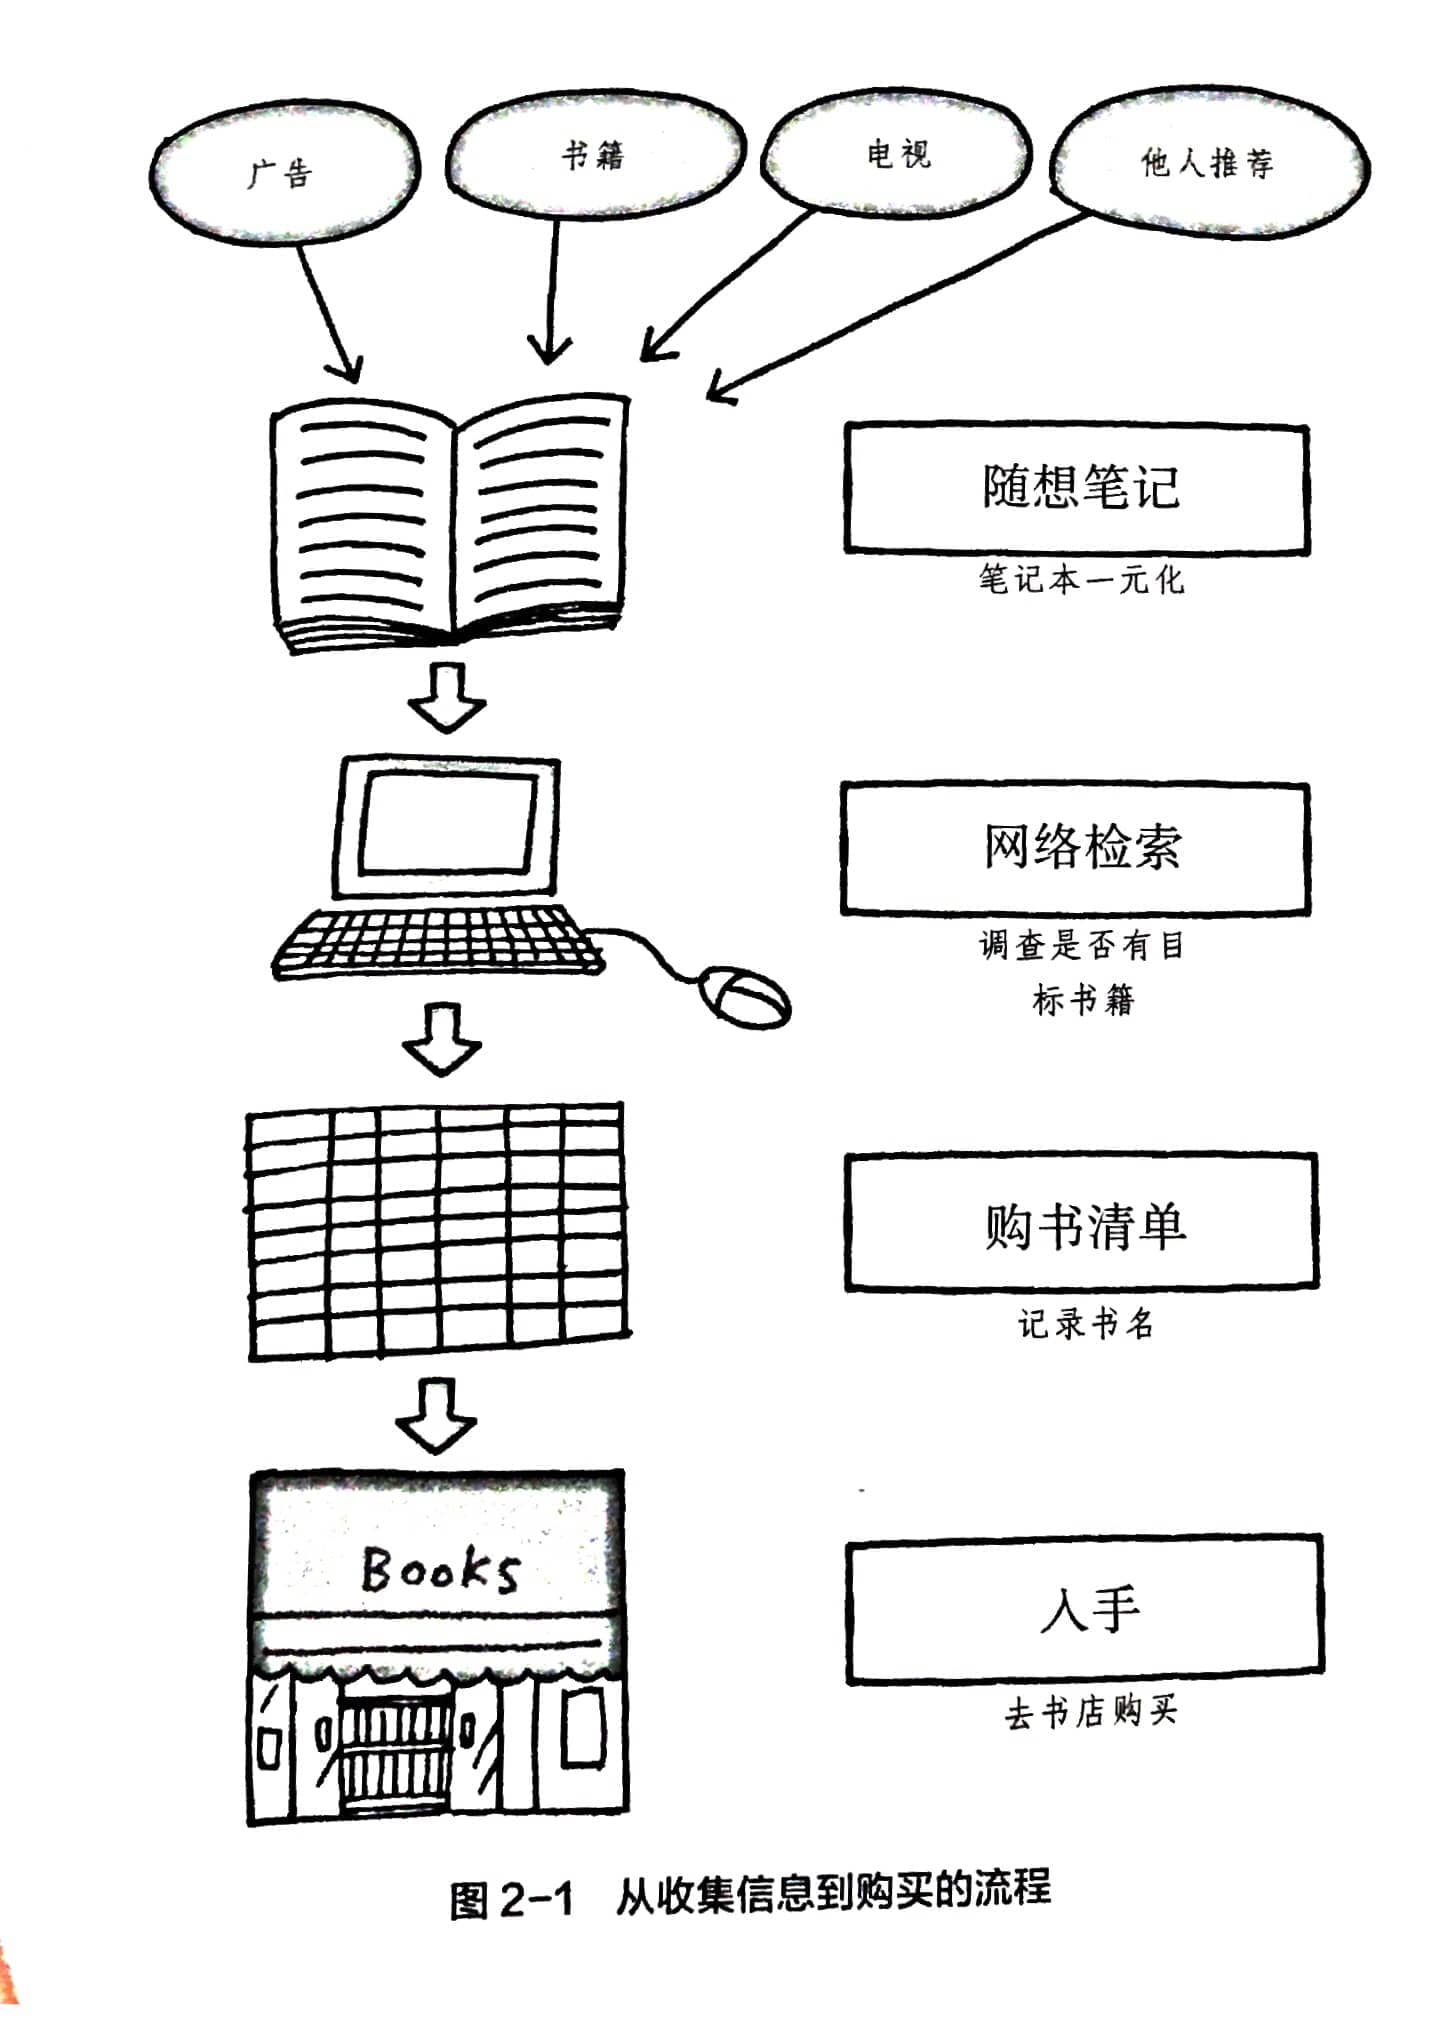 广告
书籍
电视
他人推荐
随想笔记
笔记本一元化
网络检索
调查是否有目
标书籍
购书清单
记录书名
Books
入手
去书店购买
图2-1 从收集信息到购买的流程